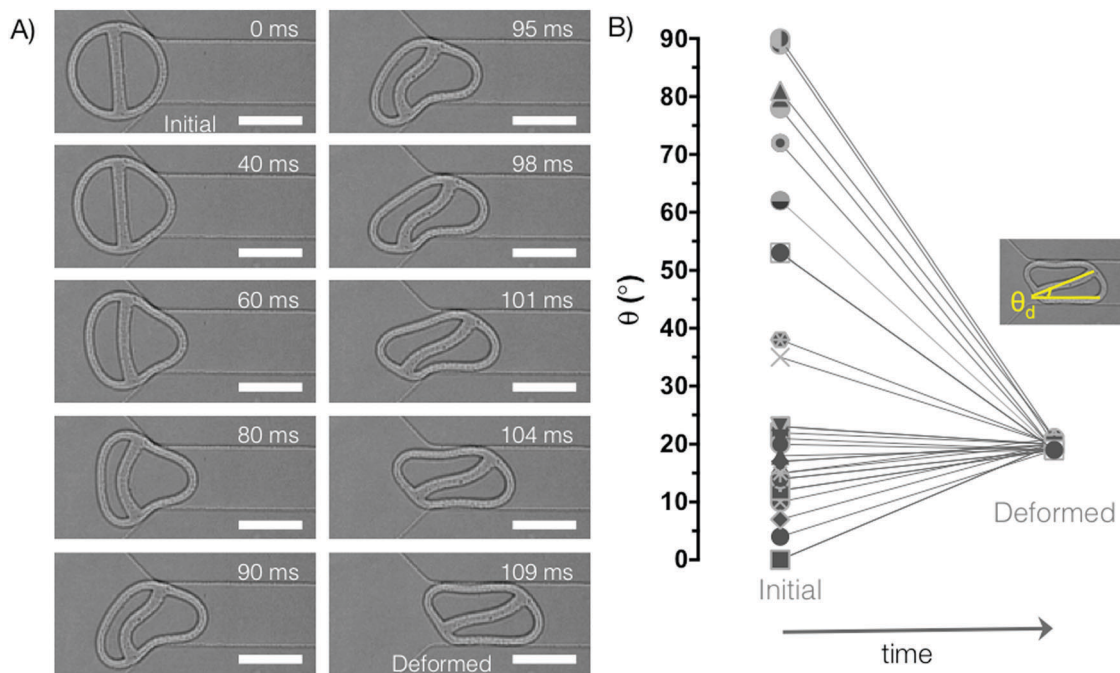 A)
0 ms
Initial
40 ms
60 ms
80 ms
90 ms
95 ms
98 ms
101 ms
104 ms
109 ms
Deformed
B)
90
80
70
60
50
40
30
20
10
0
θ (°)
θd
Initial
Deformed
time